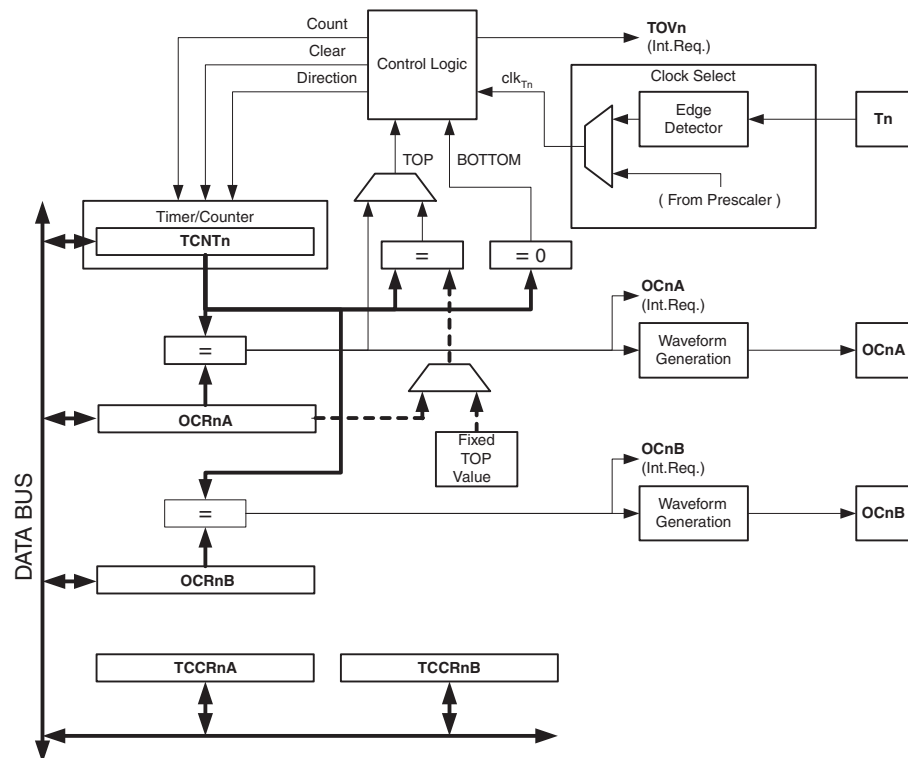 Count
Clear
Direction
Control Logic
TOVn
(Int.Req.)
clkTn
Clock Select
Edge
Detector
Tn
( From Prescaler )
TOP
BOTTOM
Timer/Counter
TCNTn
=
= 0
OCnA
(Int.Req.)
=
Waveform
Generation
OCnA
OCRnA
Fixed
TOP
Value
OCnB
(Int.Req.)
=
Waveform
Generation
OCnB
OCRnB
DATA BUS
TCCRnA
TCCRnB